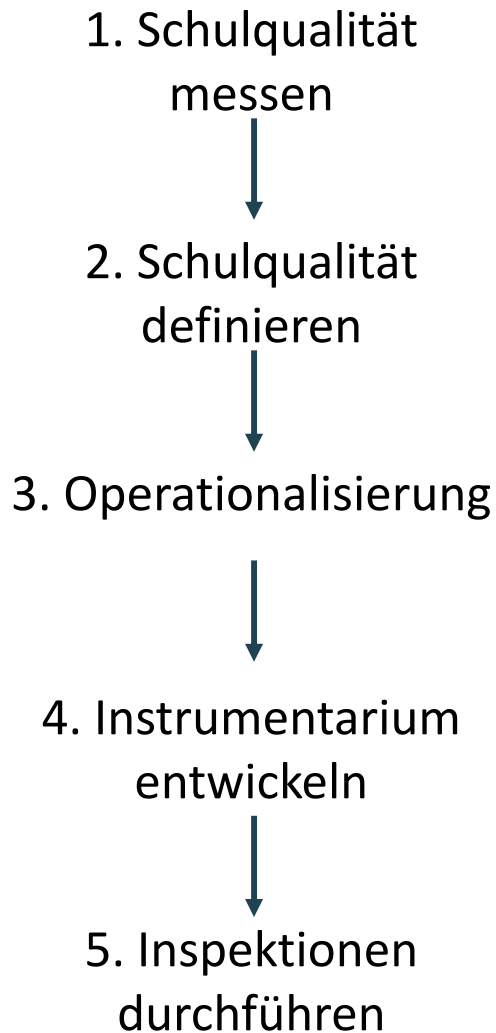 1. Schulqualität
messen
2. Schulqualität
definieren
3. Operationalisierung
4. Instrumentarium
entwickeln
5. Inspektionen
durchführen